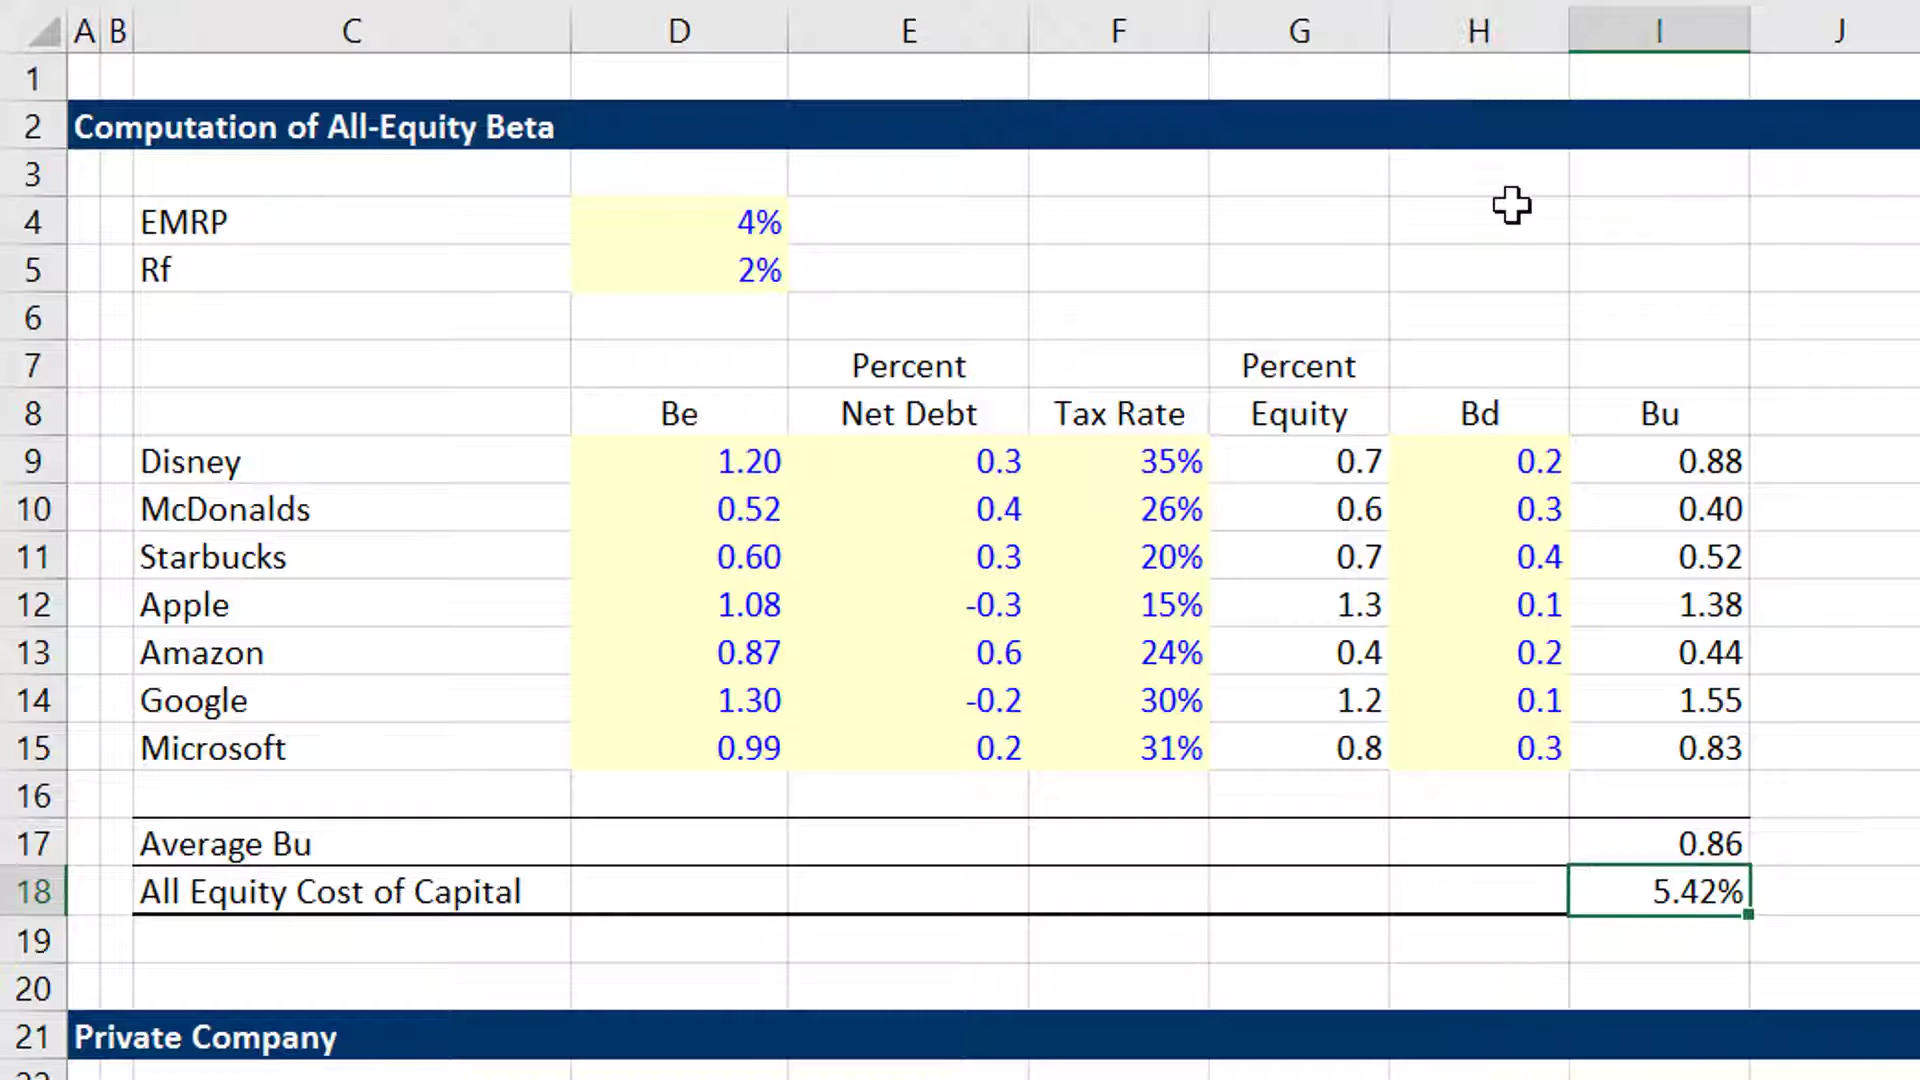 A B C D E F G H I J
1
2 Computation of All-Equity Beta
3
4 EMRP 4%
5 Rf 2%
6
7 Percent Percent
8 Be Net Debt Tax Rate Equity Bd Bu
9 Disney 1.20 0.3 35% 0.7 0.2 0.88
10 McDonalds 0.52 0.4 26% 0.6 0.3 0.40
11 Starbucks 0.60 0.3 20% 0.7 0.4 0.52
12 Apple 1.08 -0.3 15% 1.3 0.1 1.38
13 Amazon 0.87 0.6 24% 0.4 0.2 0.44
14 Google 1.30 -0.2 30% 1.2 0.1 1.55
15 Microsoft 0.99 0.2 31% 0.8 0.3 0.83
16
17 Average Bu 0.86
18 All Equity Cost of Capital 5.42%
19
20
21 Private Company